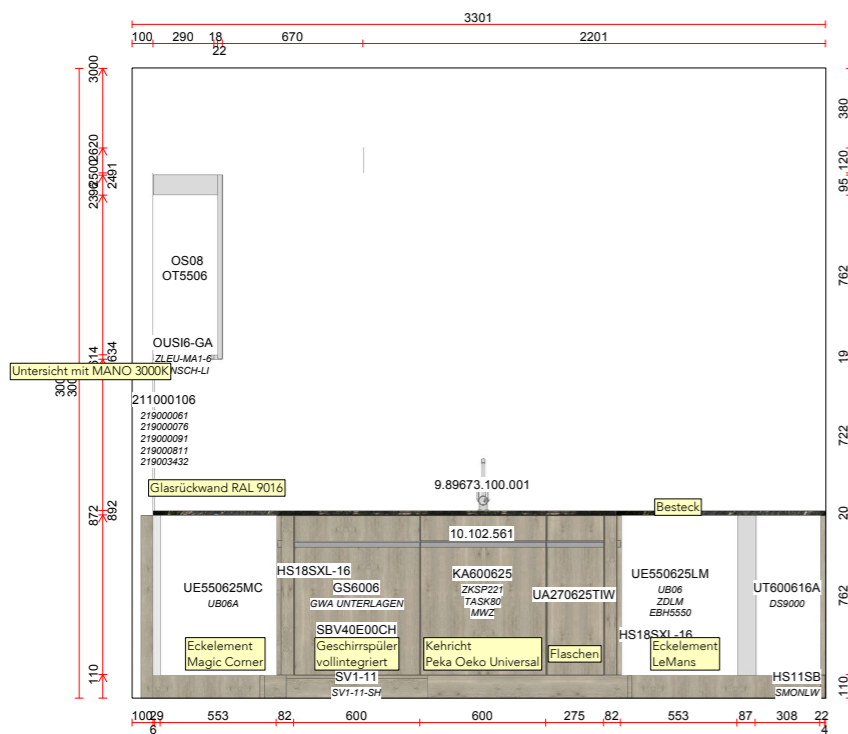 3301
100 290 18 670 2201
22
3000
2620
2500
2491
2396
380
120
95
OS08
OT5506
762
OUSI6-GA
ZLEU-MA1-6
NSCH-LI
634
19
Untersicht mit MANO 3000K
211000106
219000061
219000076
219000091
219000811
219003432
722
Glasrückwand RAL 9016
9.89673.100.001
Besteck
872
892
20
10.102.561
HS18SXL-16
UE550625MC
UB06A
GS6006
GWA UNTERLAGEN
KA600625
ZKSP221
TASK80
MWZ
UA270625TIW
UE550625LM
UB06
ZDLM
EBH5550
UT600616A
DS9000
762
SBV40E00CH
HS18SXL-16
Eckelement
Magic Corner
Geschirrspüler
vollintegriert
Kehricht
Peka Oeko Universal
Flaschen
Eckelement
LeMans
110
SV1-11
SV1-11-SH
HS11SB
SMONLW
110
100 29 553 82 600 600 275 82 553 87 308 22
6 4